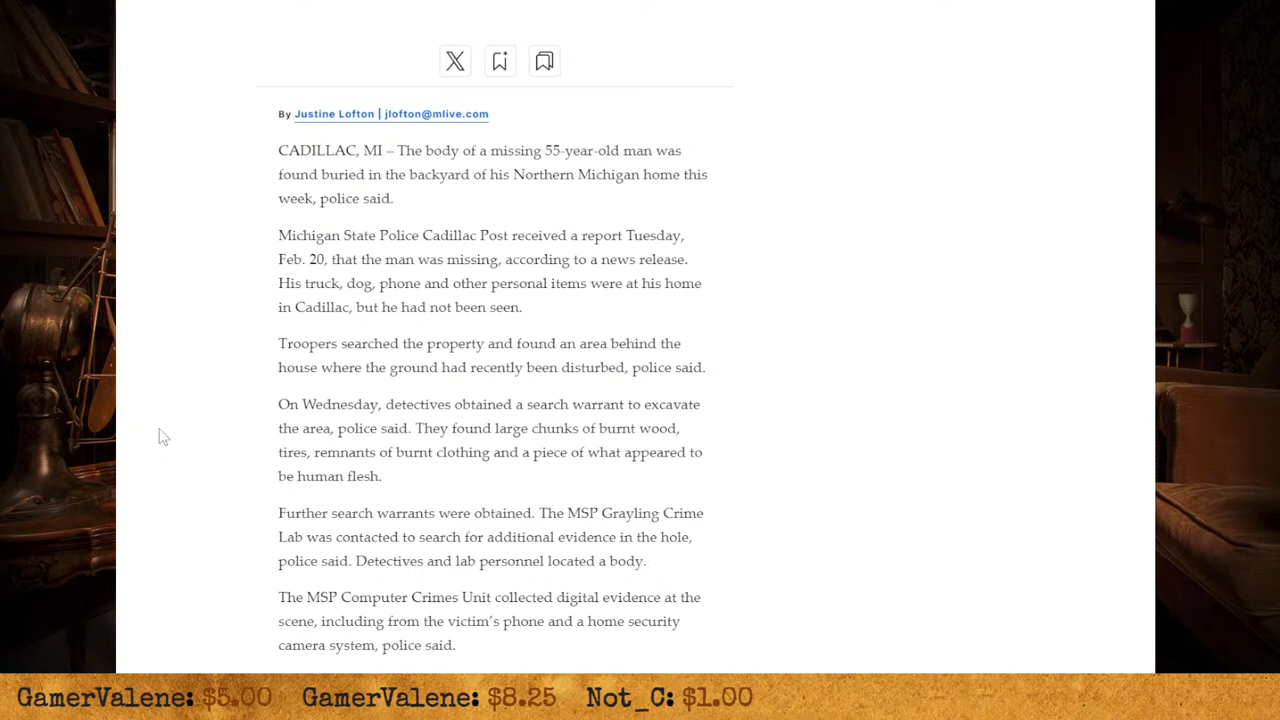 By Justine Lofton | jlofton@mlive.com
CADILLAC, MI – The body of a missing 55-year-old man was
found buried in the backyard of his Northern Michigan home this
week, police said.
Michigan State Police Cadillac Post received a report Tuesday,
Feb. 20, that the man was missing, according to a news release.
His truck, dog, phone and other personal items were at his home
in Cadillac, but he had not been seen.
Troopers searched the property and found an area behind the
house where the ground had recently been disturbed, police said.
On Wednesday, detectives obtained a search warrant to excavate
the area, police said. They found large chunks of burnt wood,
tires, remnants of burnt clothing and a piece of what appeared to
be human flesh.
Further search warrants were obtained. The MSP Grayling Crime
Lab was contacted to search for additional evidence in the hole,
police said. Detectives and lab personnel located a body.
The MSP Computer Crimes Unit collected digital evidence at the
scene, including from the victim's phone and a home security
camera system, police said.
GamerValene: $5.00 GamerValene: $8.25 Not_C: $1.00